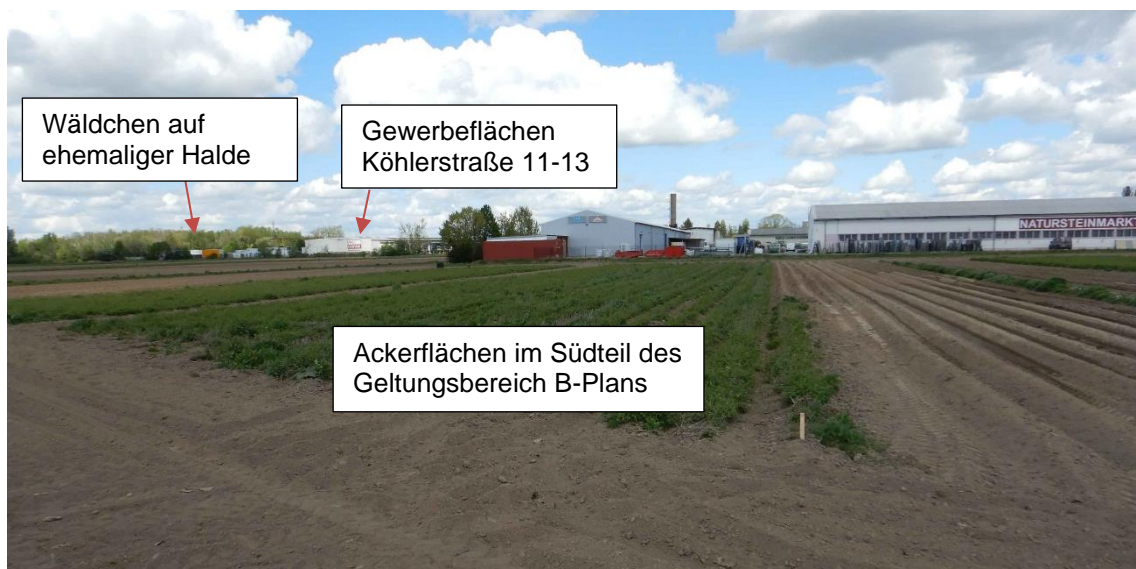 Wäldchen auf
ehemaliger Halde
Gewerbeflächen
Köhlerstraße 11-13
NATURSTEINMARKT
Ackerflächen im Südteil des
Geltungsbereich B-Plans